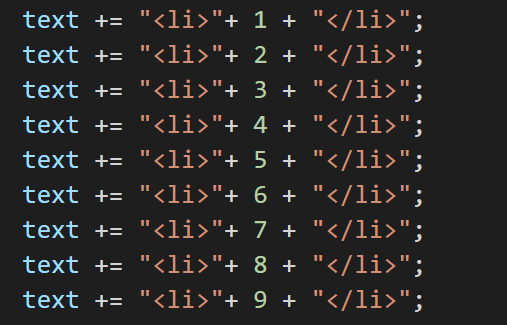 text += "<li>"+ 1 + "</li>";
text += "<li>"+ 2 + "</li>";
text += "<li>"+ 3 + "</li>";
text += "<li>"+ 4 + "</li>";
text += "<li>"+ 5 + "</li>";
text += "<li>"+ 6 + "</li>";
text += "<li>"+ 7 + "</li>";
text += "<li>"+ 8 + "</li>";
text += "<li>"+ 9 + "</li>";